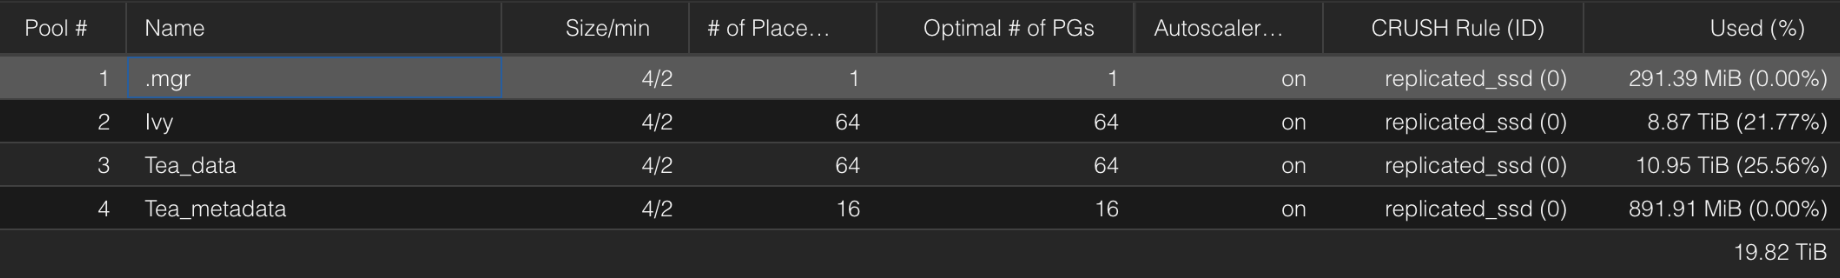 Pool # Name Size/min # of Place... Optimal # of PGs Autoscaler... CRUSH Rule (ID) Used (%)
1 .mgr 4/2 1 1 on replicated_ssd (0) 291.39 MiB (0.00%)
2 Ivy 4/2 64 64 on replicated_ssd (0) 8.87 TiB (21.77%)
3 Tea_data 4/2 64 64 on replicated_ssd (0) 10.95 TiB (25.56%)
4 Tea_metadata 4/2 16 16 on replicated_ssd (0) 891.91 MiB (0.00%)
19.82 TiB